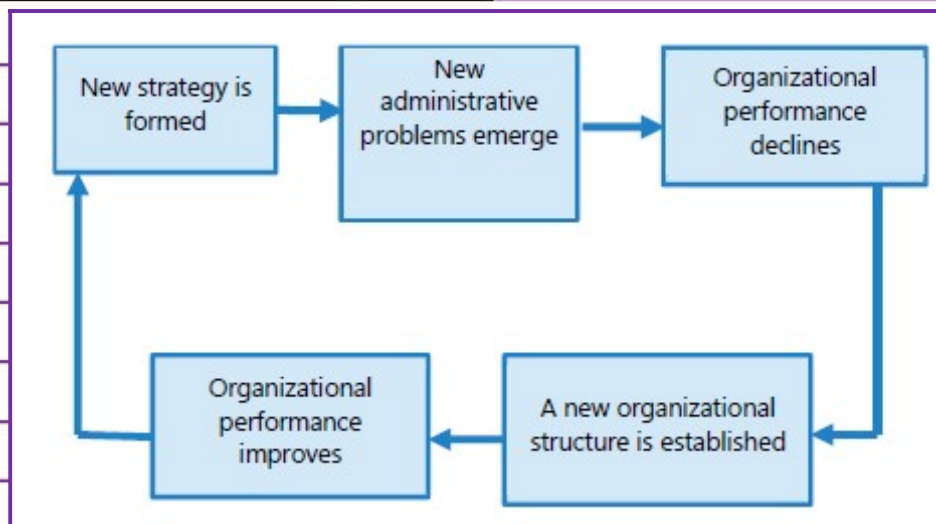 New strategy is
formed
New
administrative
problems emerge
Organizational
performance
declines
A new organizational
structure is established
Organizational
performance
improves